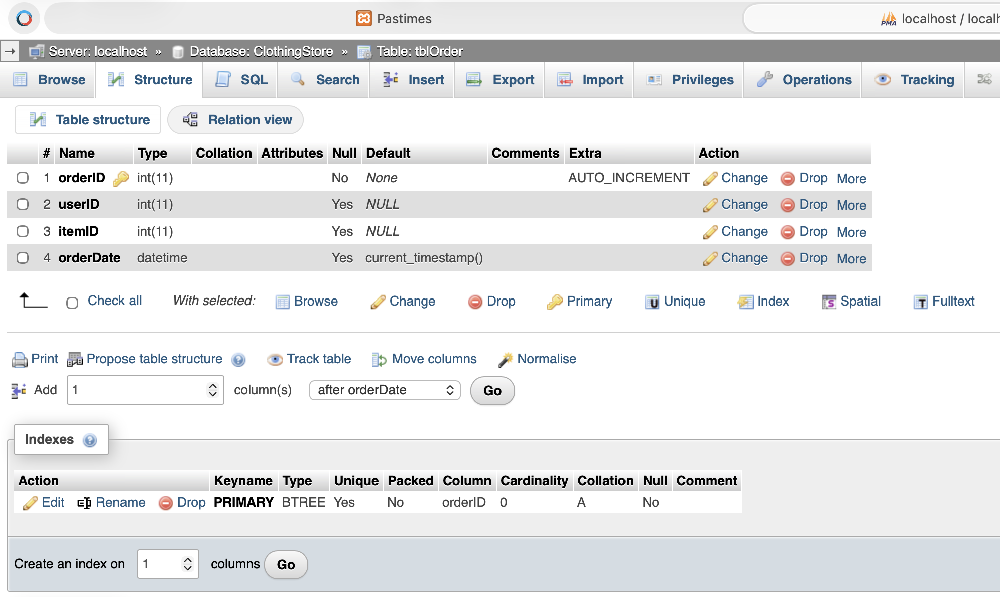 Pastimes
PMA localhost / localh
Server: localhost » Database: ClothingStore » Table: tblOrder
Browse Structure SQL Search Insert Export Import Privileges Operations Tracking
Table structure Relation view
# Name Type Collation Attributes Null Default Comments Extra Action
1 orderID int(11) No None AUTO_INCREMENT Change Drop More
2 userID int(11) Yes NULL Change Drop More
3 itemID int(11) Yes NULL Change Drop More
4 orderDate datetime Yes current_timestamp() Change Drop More
Check all With selected: Browse Change Drop Primary Unique Index Spatial Fulltext
Print Propose table structure Track table Move columns Normalise
Add 1 column(s) after orderDate Go
Indexes
Action Keyname Type Unique Packed Column Cardinality Collation Null Comment
Edit Rename Drop PRIMARY BTREE Yes No orderID 0 A No
Create an index on 1 columns Go